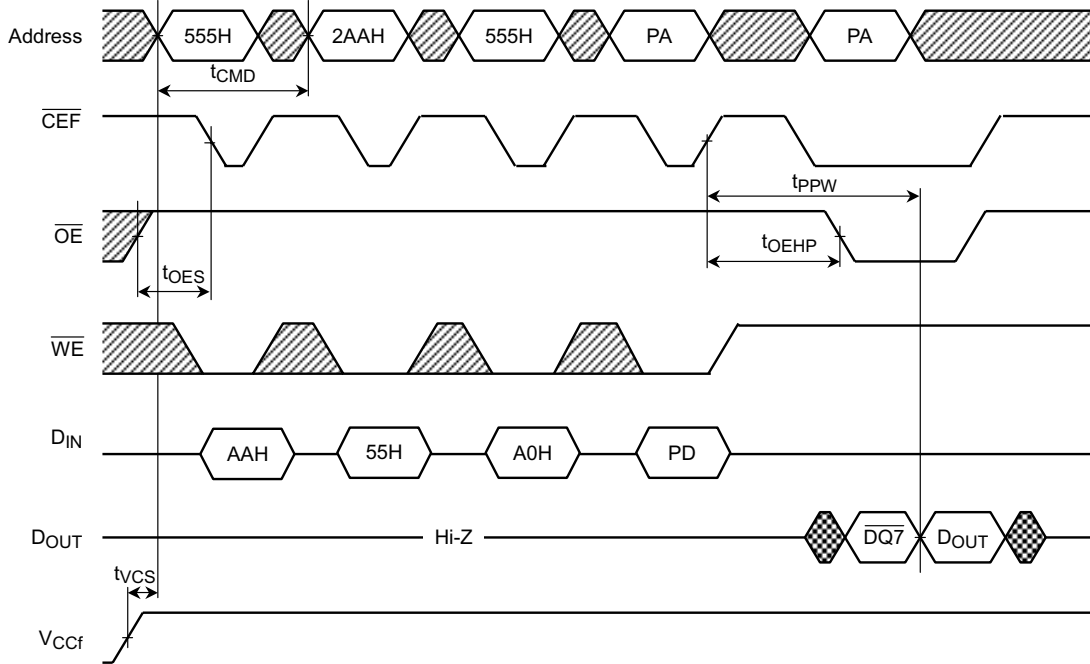 Address 555H 2AAH 555H PA PA
tCMD
CEF
tPPW
OE
tOEHP
tOES
WE
DIN AAH 55H A0H PD
DOUT Hi-Z DQ7 DOUT
tVCS
VCCf